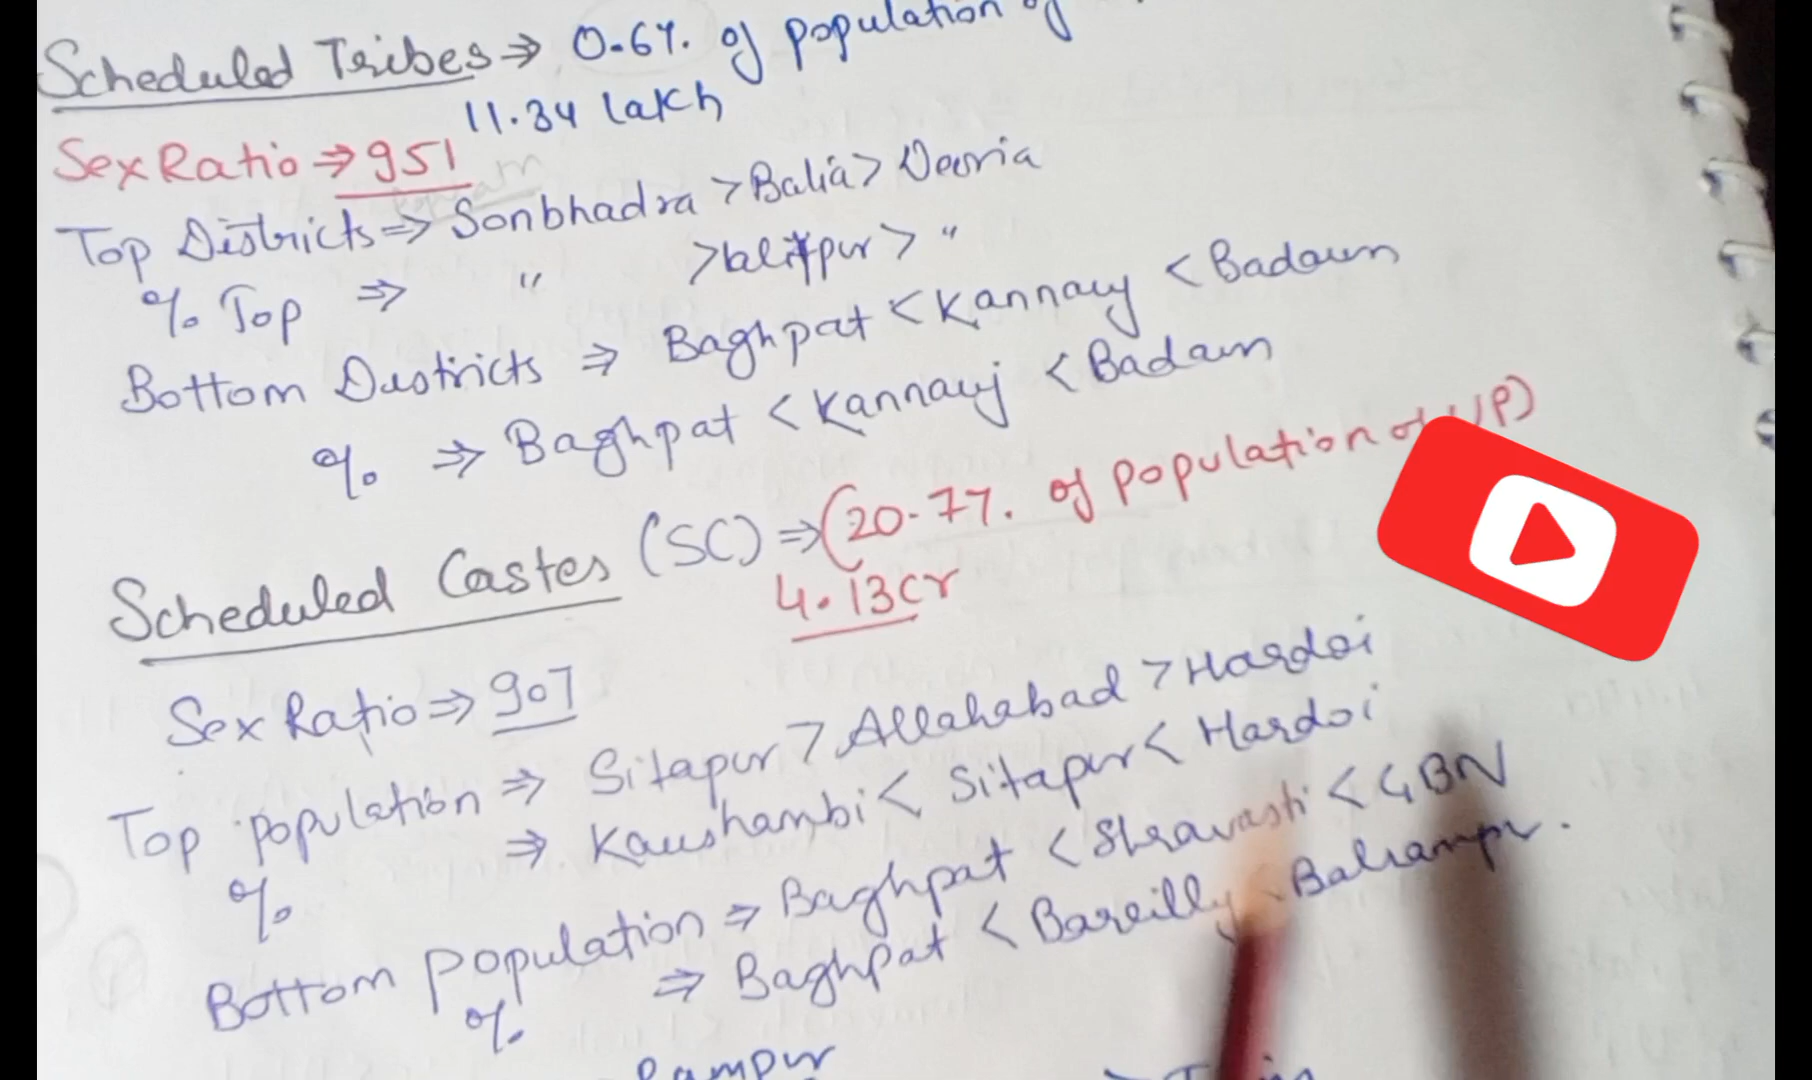 Scheduled Tribes ⇒ 0.6% of population of
11.34 lakh
Sex Ratio ⇒ 951
Top Districts ⇒ Sonbhadra > Balia > Deoria
% Top ⇒ " > lalitpur > "
Bottom Districts ⇒ Baghpat < Kannauj < Badaun
% ⇒ Baghpat < Kannauj < Badaun
Scheduled Castes (SC) ⇒ (20.7%. of population of UP)
4.13cr
Sex Ratio ⇒ 907
Top population ⇒ Sitapur > Allahabad > Hardoi
% ⇒ Kaushambi < Sitapur < Hardoi
Bottom population ⇒ Baghpat < Shravasti < GBN
% ⇒ Baghpat < Bareilly < Balrampur.
Rampur